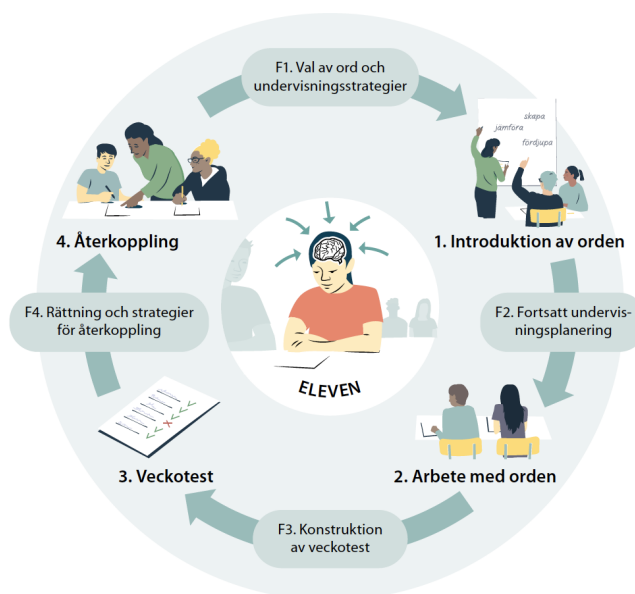 F1. Val av ord och
undervisningsstrategier
skapa
jämföra
fördjupa
1. Introduktion av orden
F2. Fortsatt undervis-
ningsplanering
2. Arbete med orden
F3. Konstruktion
av veckotest
3. Veckotest
F4. Rättning och strategier
för återkoppling
4. Återkoppling
ELEVEN